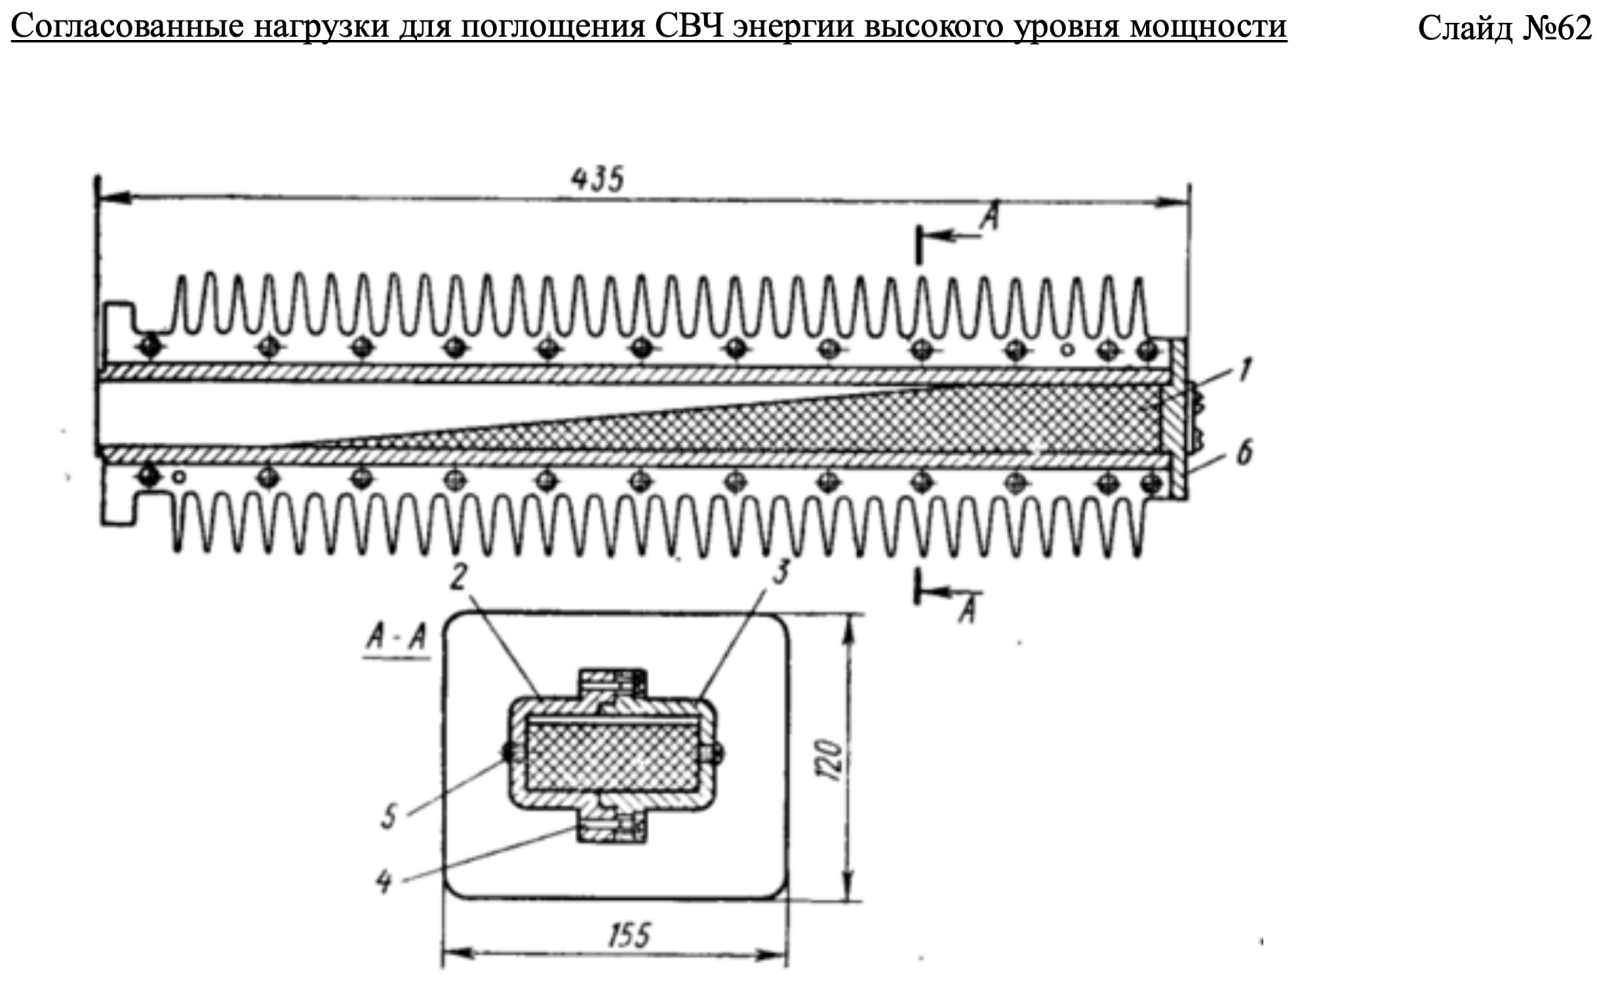 Согласованные нагрузки для поглощения СВЧ энергии высокого уровня мощности Слайд №62
435
А
1
6
А
2
3
А-А
5
4
120
155